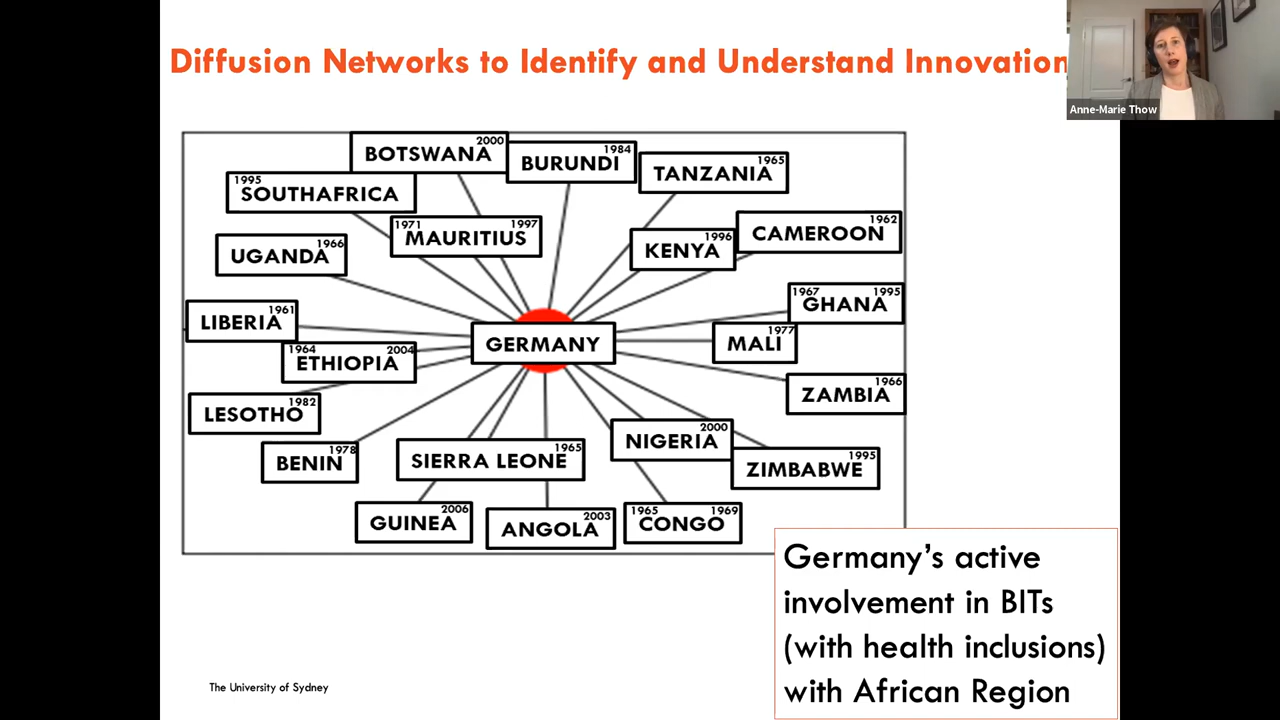 Diffusion Networks to Identify and Understand Innovation
Anne-Marie Thow
2000
BOTSWANA
1984
BURUNDI
1965
TANZANIA
1995
SOUTHAFRICA
1971 1997
MAURITIUS
1996
KENYA
1962
CAMEROON
1966
UGANDA
1961
LIBERIA
1967 1995
GHANA
1964 2004
ETHIOPIA
GERMANY
1977
MALI
1982
LESOTHO
1966
ZAMBIA
1978
BENIN
1965
SIERRA LEONE
2000
NIGERIA
1995
ZIMBABWE
2006
GUINEA
2003
ANGOLA
1965 1969
CONGO
Germany’s active
involvement in BITs
(with health inclusions)
with African Region
The University of Sydney